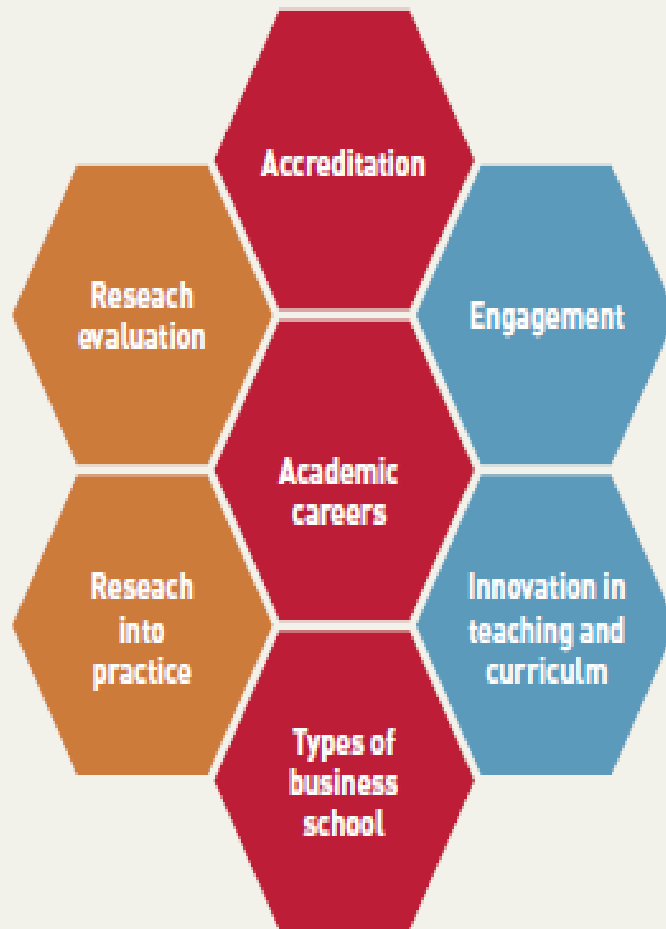 Accreditation
Reseach
evaluation
Engagement
Academic
careers
Reseach
into
practice
Innovation in
teaching and
curriculm
Types of
business
school